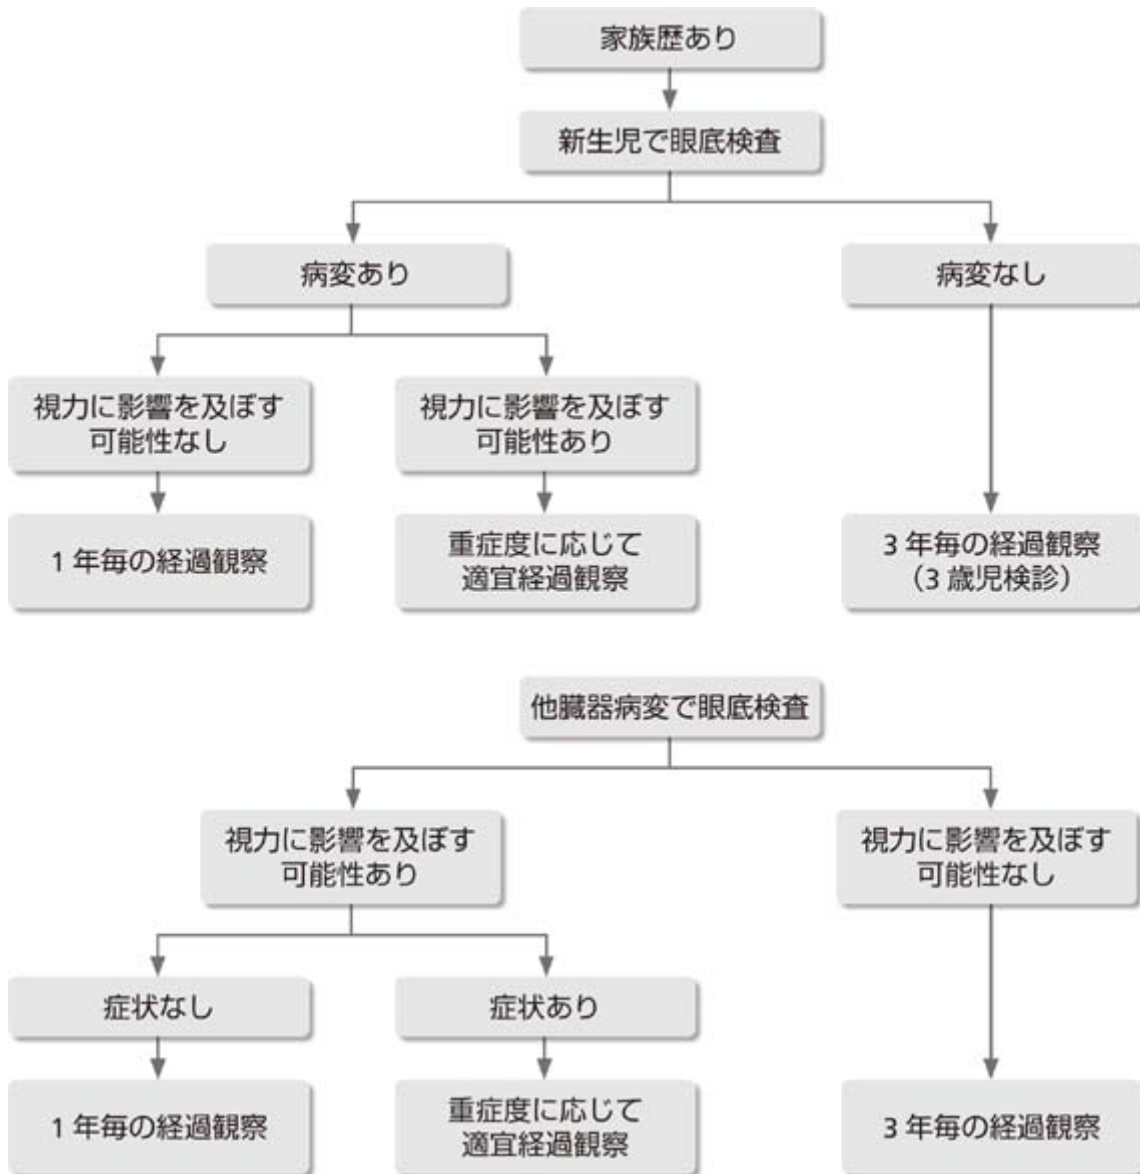 家族歴あり
新生児で眼底検査
病変あり
病変なし
視力に影響を及ぼす
可能性なし
視力に影響を及ぼす
可能性あり
1年毎の経過観察
重症度に応じて
適宜経過観察
3年毎の経過観察
（3歳児検診）
他臓器病変で眼底検査
視力に影響を及ぼす
可能性あり
視力に影響を及ぼす
可能性なし
症状なし
症状あり
1年毎の経過観察
重症度に応じて
適宜経過観察
3年毎の経過観察